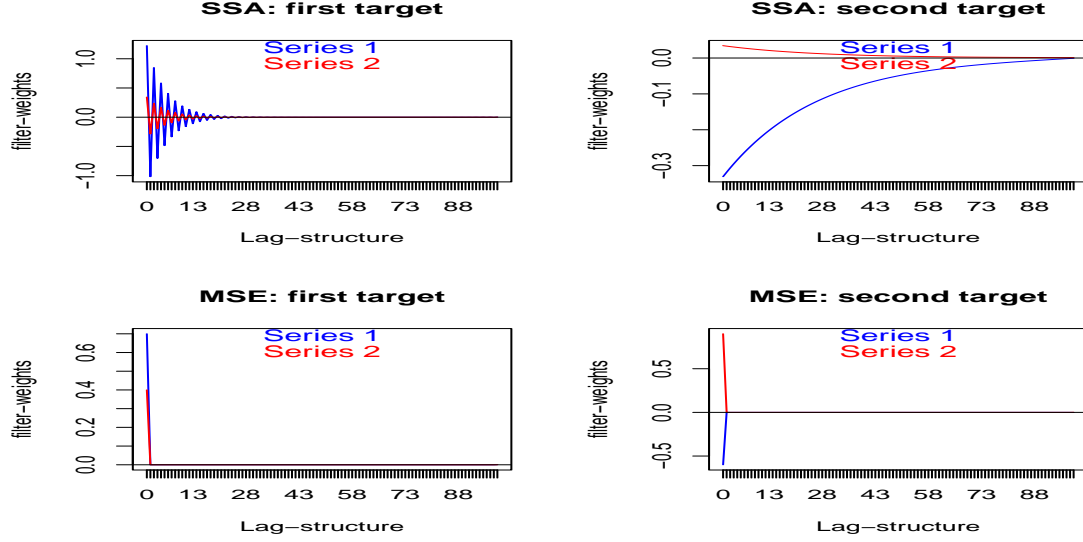 SSA: first target
filter-weights
1.0
0.0
-1.0
Series 1
Series 2
0 13 28 43 58 73 88
Lag-structure
SSA: second target
filter-weights
0.0
-0.1
-0.3
Series 1
Series 2
0 13 28 43 58 73 88
Lag-structure
MSE: first target
filter-weights
0.6
0.4
0.2
0.0
Series 1
Series 2
0 13 28 43 58 73 88
Lag-structure
MSE: second target
filter-weights
0.5
0.0
-0.5
Series 1
Series 2
0 13 28 43 58 73 88
Lag-structure